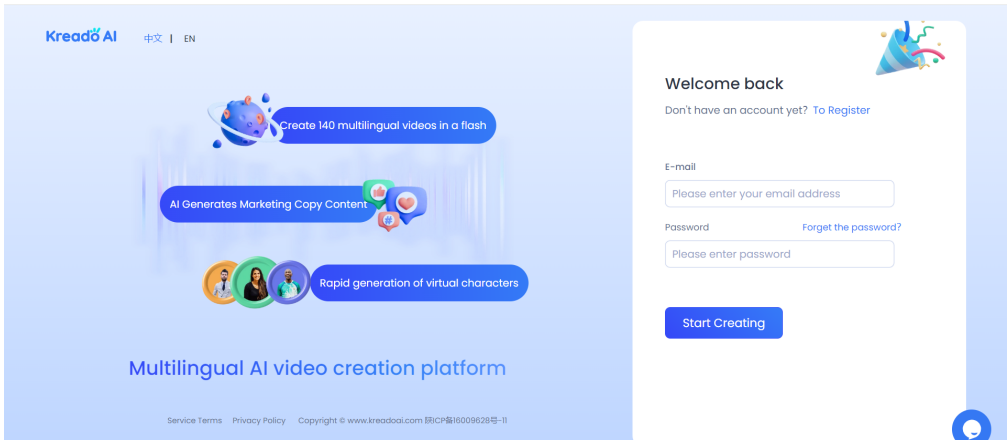 Kreado AI 中文 | EN
Create 140 multilingual videos in a flash
AI Generates Marketing Copy Content
#
Rapid generation of virtual characters
Multilingual AI video creation platform
Service Terms Privacy Policy Copyright © www.kreadoai.com 陕ICP备16009628号-11
Welcome back
Don't have an account yet? To Register
E-mail
Please enter your email address
Password Forget the password?
Please enter password
Start Creating